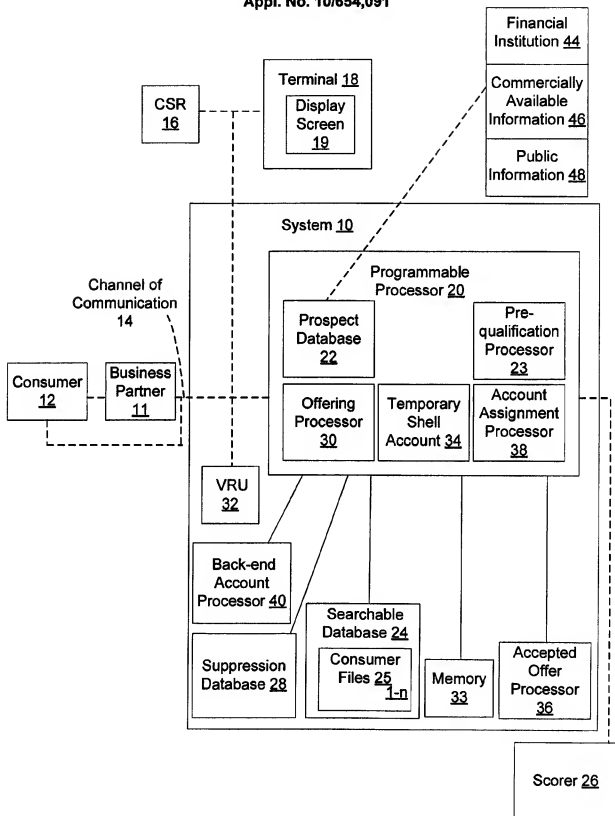 Appl. No. 10/654,091
Financial
Institution 44
Commercially
Available
Information 46
Public
Information 48
Terminal 18
Display
Screen
19
CSR
16
System 10
Programmable
Processor 20
Channel of
Communication
14
Prospect
Database
22
Pre-
qualification
Processor
23
Consumer
12
Business
Partner
11
Offering
Processor
30
Temporary
Shell
Account 34
Account
Assignment
Processor
38
VRU
32
Back-end
Account
Processor 40
Searchable
Database 24
Consumer
Files 25
1-n
Suppression
Database 28
Memory
33
Accepted
Offer
Processor
36
Scorer 26